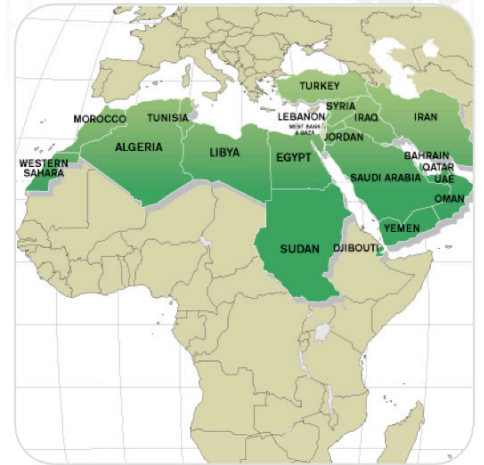 TURKEY
SYRIA
LEBANON
WEST BANK
& GAZA
IRAQ
IRAN
JORDAN
MOROCCO
TUNISIA
ALGERIA
LIBYA
EGYPT
WESTERN
SAHARA
BAHRAIN
QATAR
UAE
SAUDI ARABIA
OMAN
YEMEN
SUDAN
DJIBOUTI